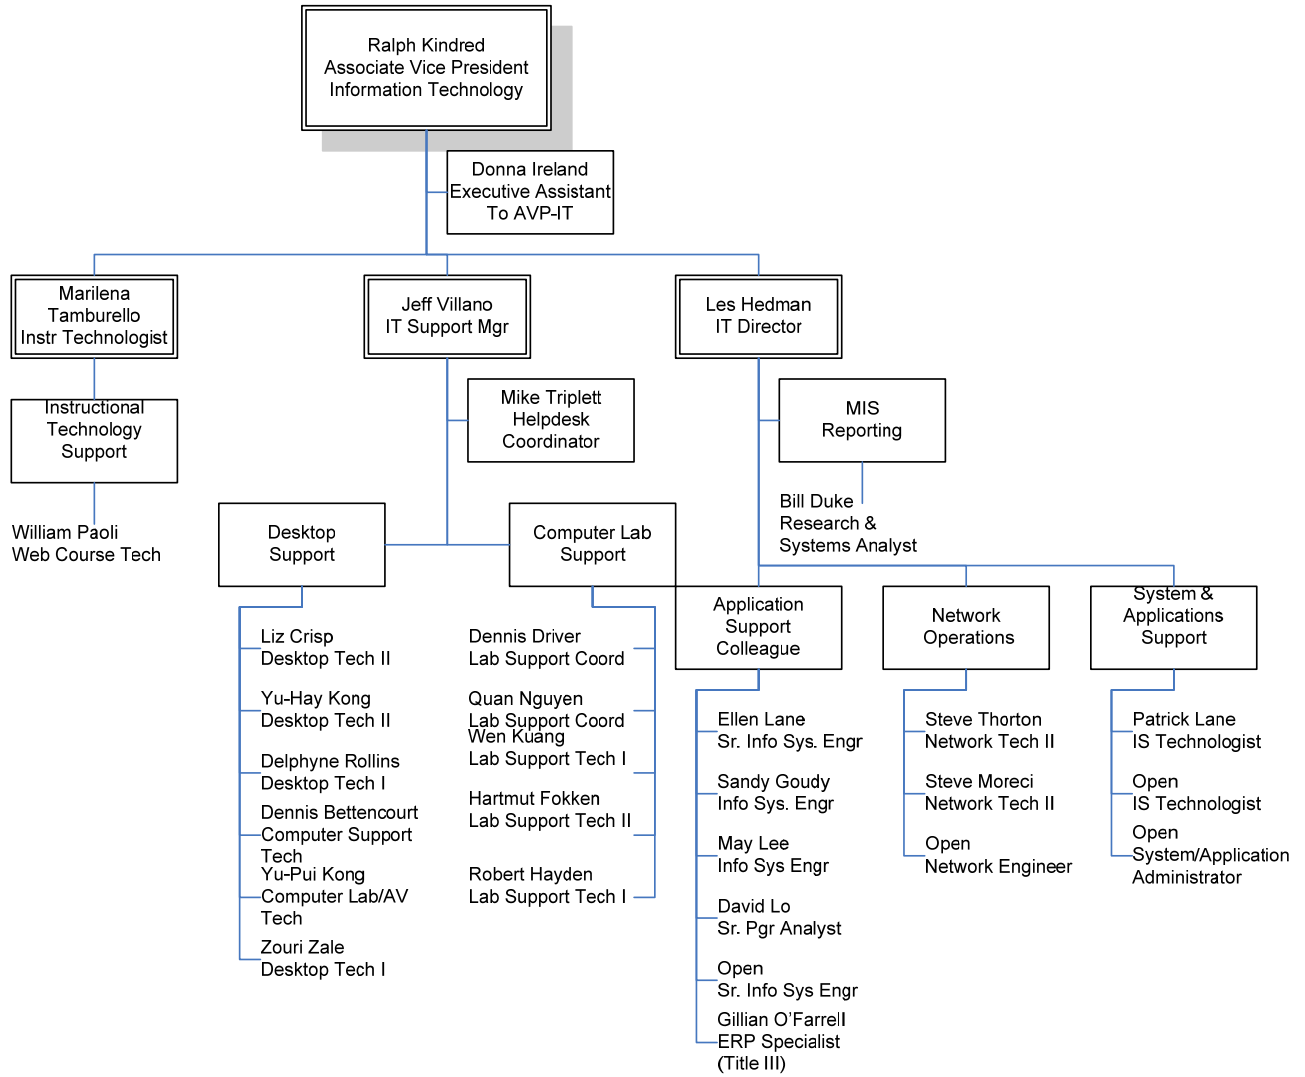 Ralph Kindred
Associate Vice President
Information Technology
Donna Ireland
Executive Assistant
To AVP-IT
Marilena
Tamburello
Instr Technologist
Jeff Villano
IT Support Mgr
Les Hedman
IT Director
Instructional
Technology
Support
Mike Triplett
Helpdesk
Coordinator
MIS
Reporting
William Paoli
Web Course Tech
Bill Duke
Research &
Systems Analyst
Desktop
Support
Computer Lab
Support
Application
Support
Colleague
Network
Operations
System &
Applications
Support
Liz Crisp
Desktop Tech II
Yu-Hay Kong
Desktop Tech II
Delphyne Rollins
Desktop Tech I
Dennis Bettencourt
Computer Support
Tech
Yu-Pui Kong
Computer Lab/AV
Tech
Zouri Zale
Desktop Tech I
Dennis Driver
Lab Support Coord
Quan Nguyen
Lab Support Coord
Wen Kuang
Lab Support Tech I
Hartmut Fokken
Lab Support Tech II
Robert Hayden
Lab Support Tech I
Ellen Lane
Sr. Info Sys. Engr
Sandy Goudy
Info Sys. Engr
May Lee
Info Sys Engr
David Lo
Sr. Pgr Analyst
Open
Sr. Info Sys Engr
Gillian O'Farrell
ERP Specialist
(Title III)
Steve Thorton
Network Tech II
Steve Moreci
Network Tech II
Open
Network Engineer
Patrick Lane
IS Technologist
Open
IS Technologist
Open
System/Application
Administrator